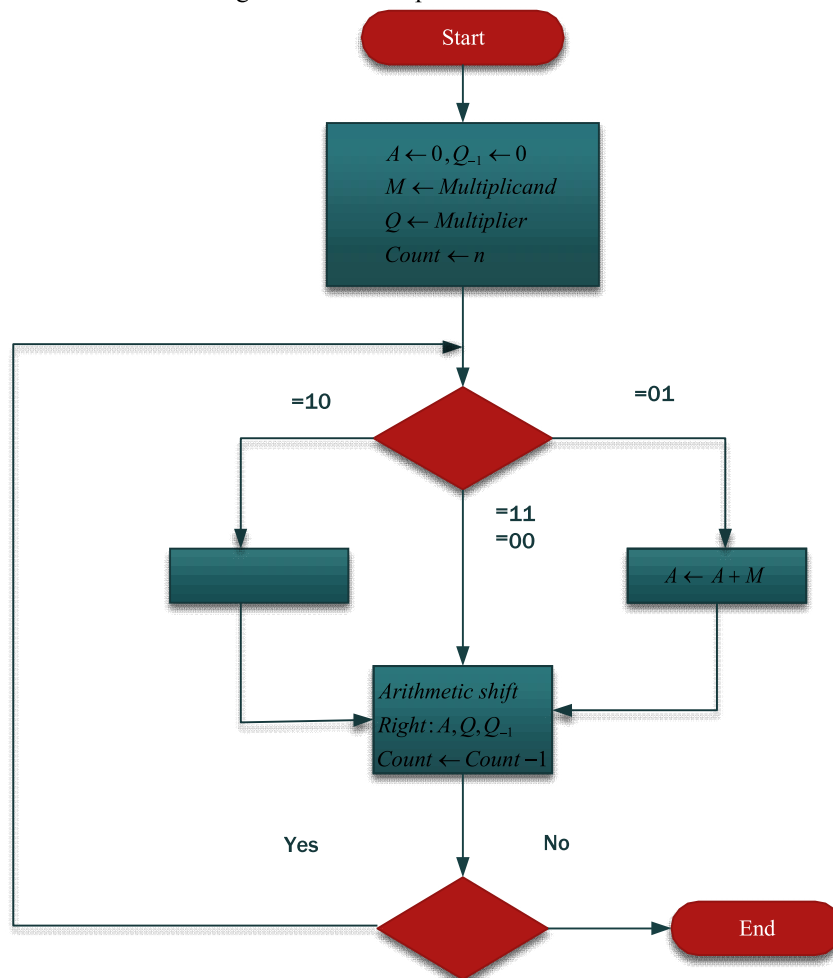 Start
A ← 0, Q₋₁ ← 0
M ← Multiplicand
Q ← Multiplier
Count ← n
=10
=01
=11
=00
A ← A + M
Arithmetic shift
Right: A, Q, Q₋₁
Count ← Count −1
Yes
No
End